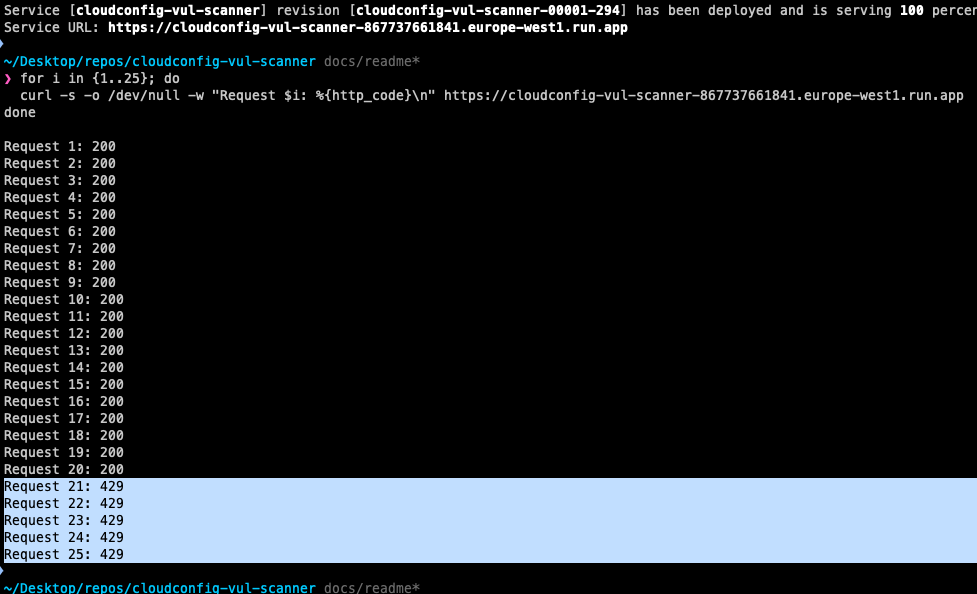 Service [cloudconfig-vul-scanner] revision [cloudconfig-vul-scanner-00001-294] has been deployed and is serving 100 percen
Service URL: https://cloudconfig-vul-scanner-867737661841.europe-west1.run.app
~/Desktop/repos/cloudconfig-vul-scanner docs/readme*
❯ for i in {1..25}; do
curl -s -o /dev/null -w "Request $i: %{http_code}\n" https://cloudconfig-vul-scanner-867737661841.europe-west1.run.app
done
Request 1: 200
Request 2: 200
Request 3: 200
Request 4: 200
Request 5: 200
Request 6: 200
Request 7: 200
Request 8: 200
Request 9: 200
Request 10: 200
Request 11: 200
Request 12: 200
Request 13: 200
Request 14: 200
Request 15: 200
Request 16: 200
Request 17: 200
Request 18: 200
Request 19: 200
Request 20: 200
Request 21: 429
Request 22: 429
Request 23: 429
Request 24: 429
Request 25: 429
~/Desktop/repos/cloudconfig-vul-scanner docs/readme*